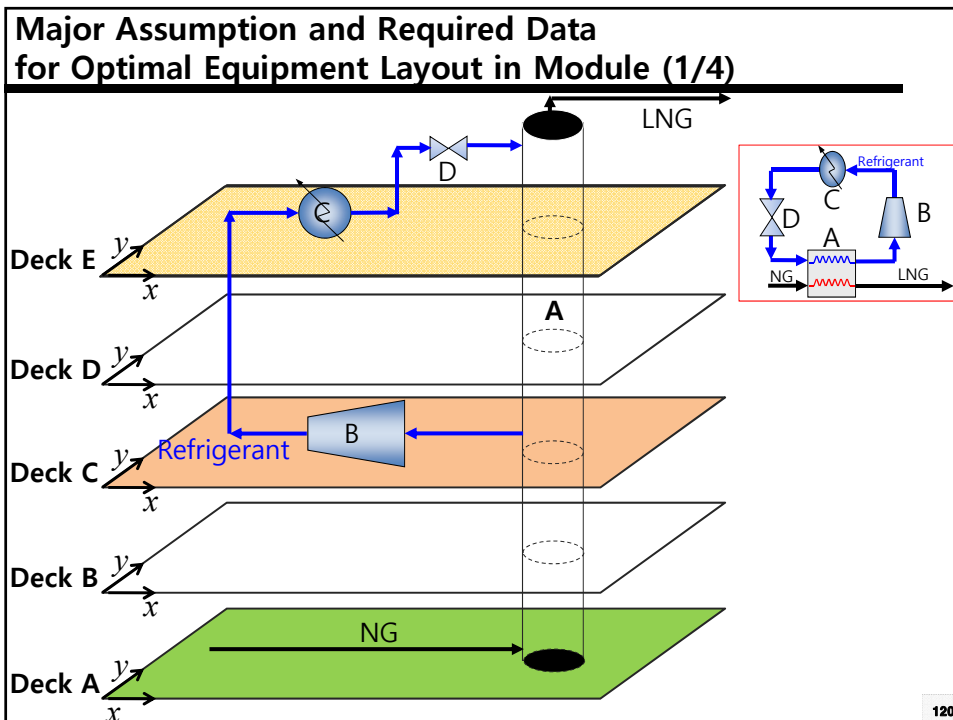 Major Assumption and Required Data
for Optimal Equipment Layout in Module (1/4)
LNG
D
C
y
Deck E
x
A
y
Deck D
x
B
Refrigerant
y
Deck C
x
y
Deck B
x
NG
y
Deck A
x
Refrigerant
C
D
B
A
NG
LNG
120